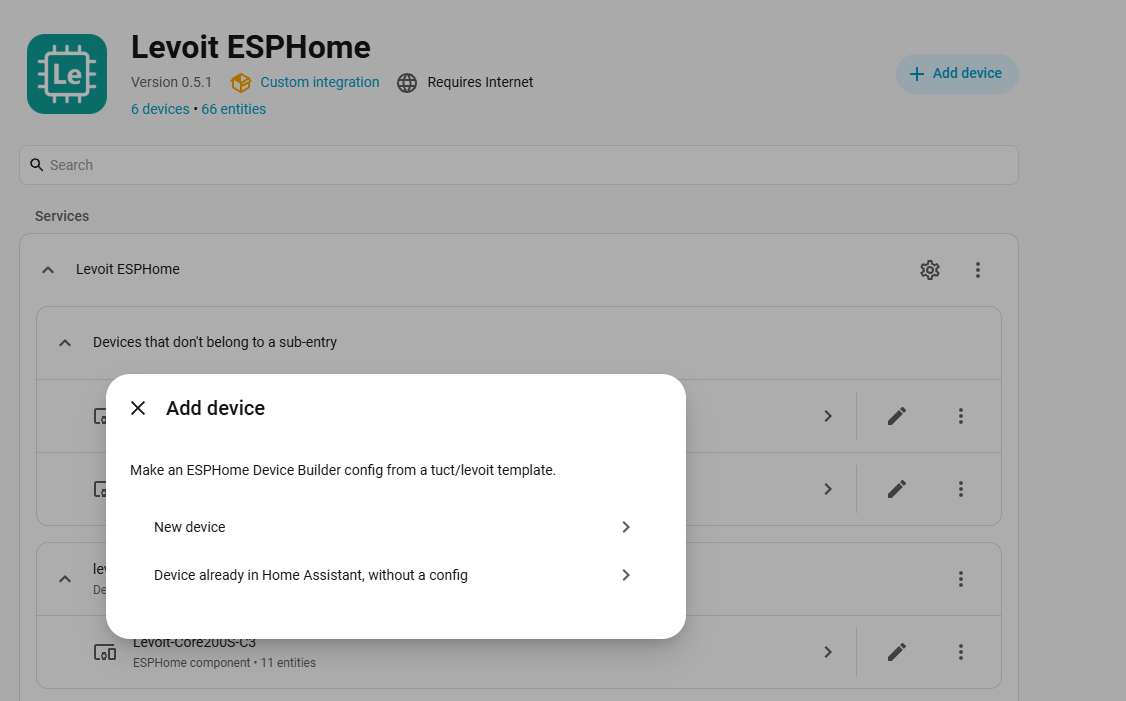 Le
Levoit ESPHome
Version 0.5.1 Custom integration Requires Internet
6 devices • 66 entities
Add device
Search
Services
Levoit ESPHome
Devices that don't belong to a sub-entry
Add device
Make an ESPHome Device Builder config from a tuct/levoit template.
New device
Device already in Home Assistant, without a config
Levoit-Core200S-C3
ESPHome component • 11 entities